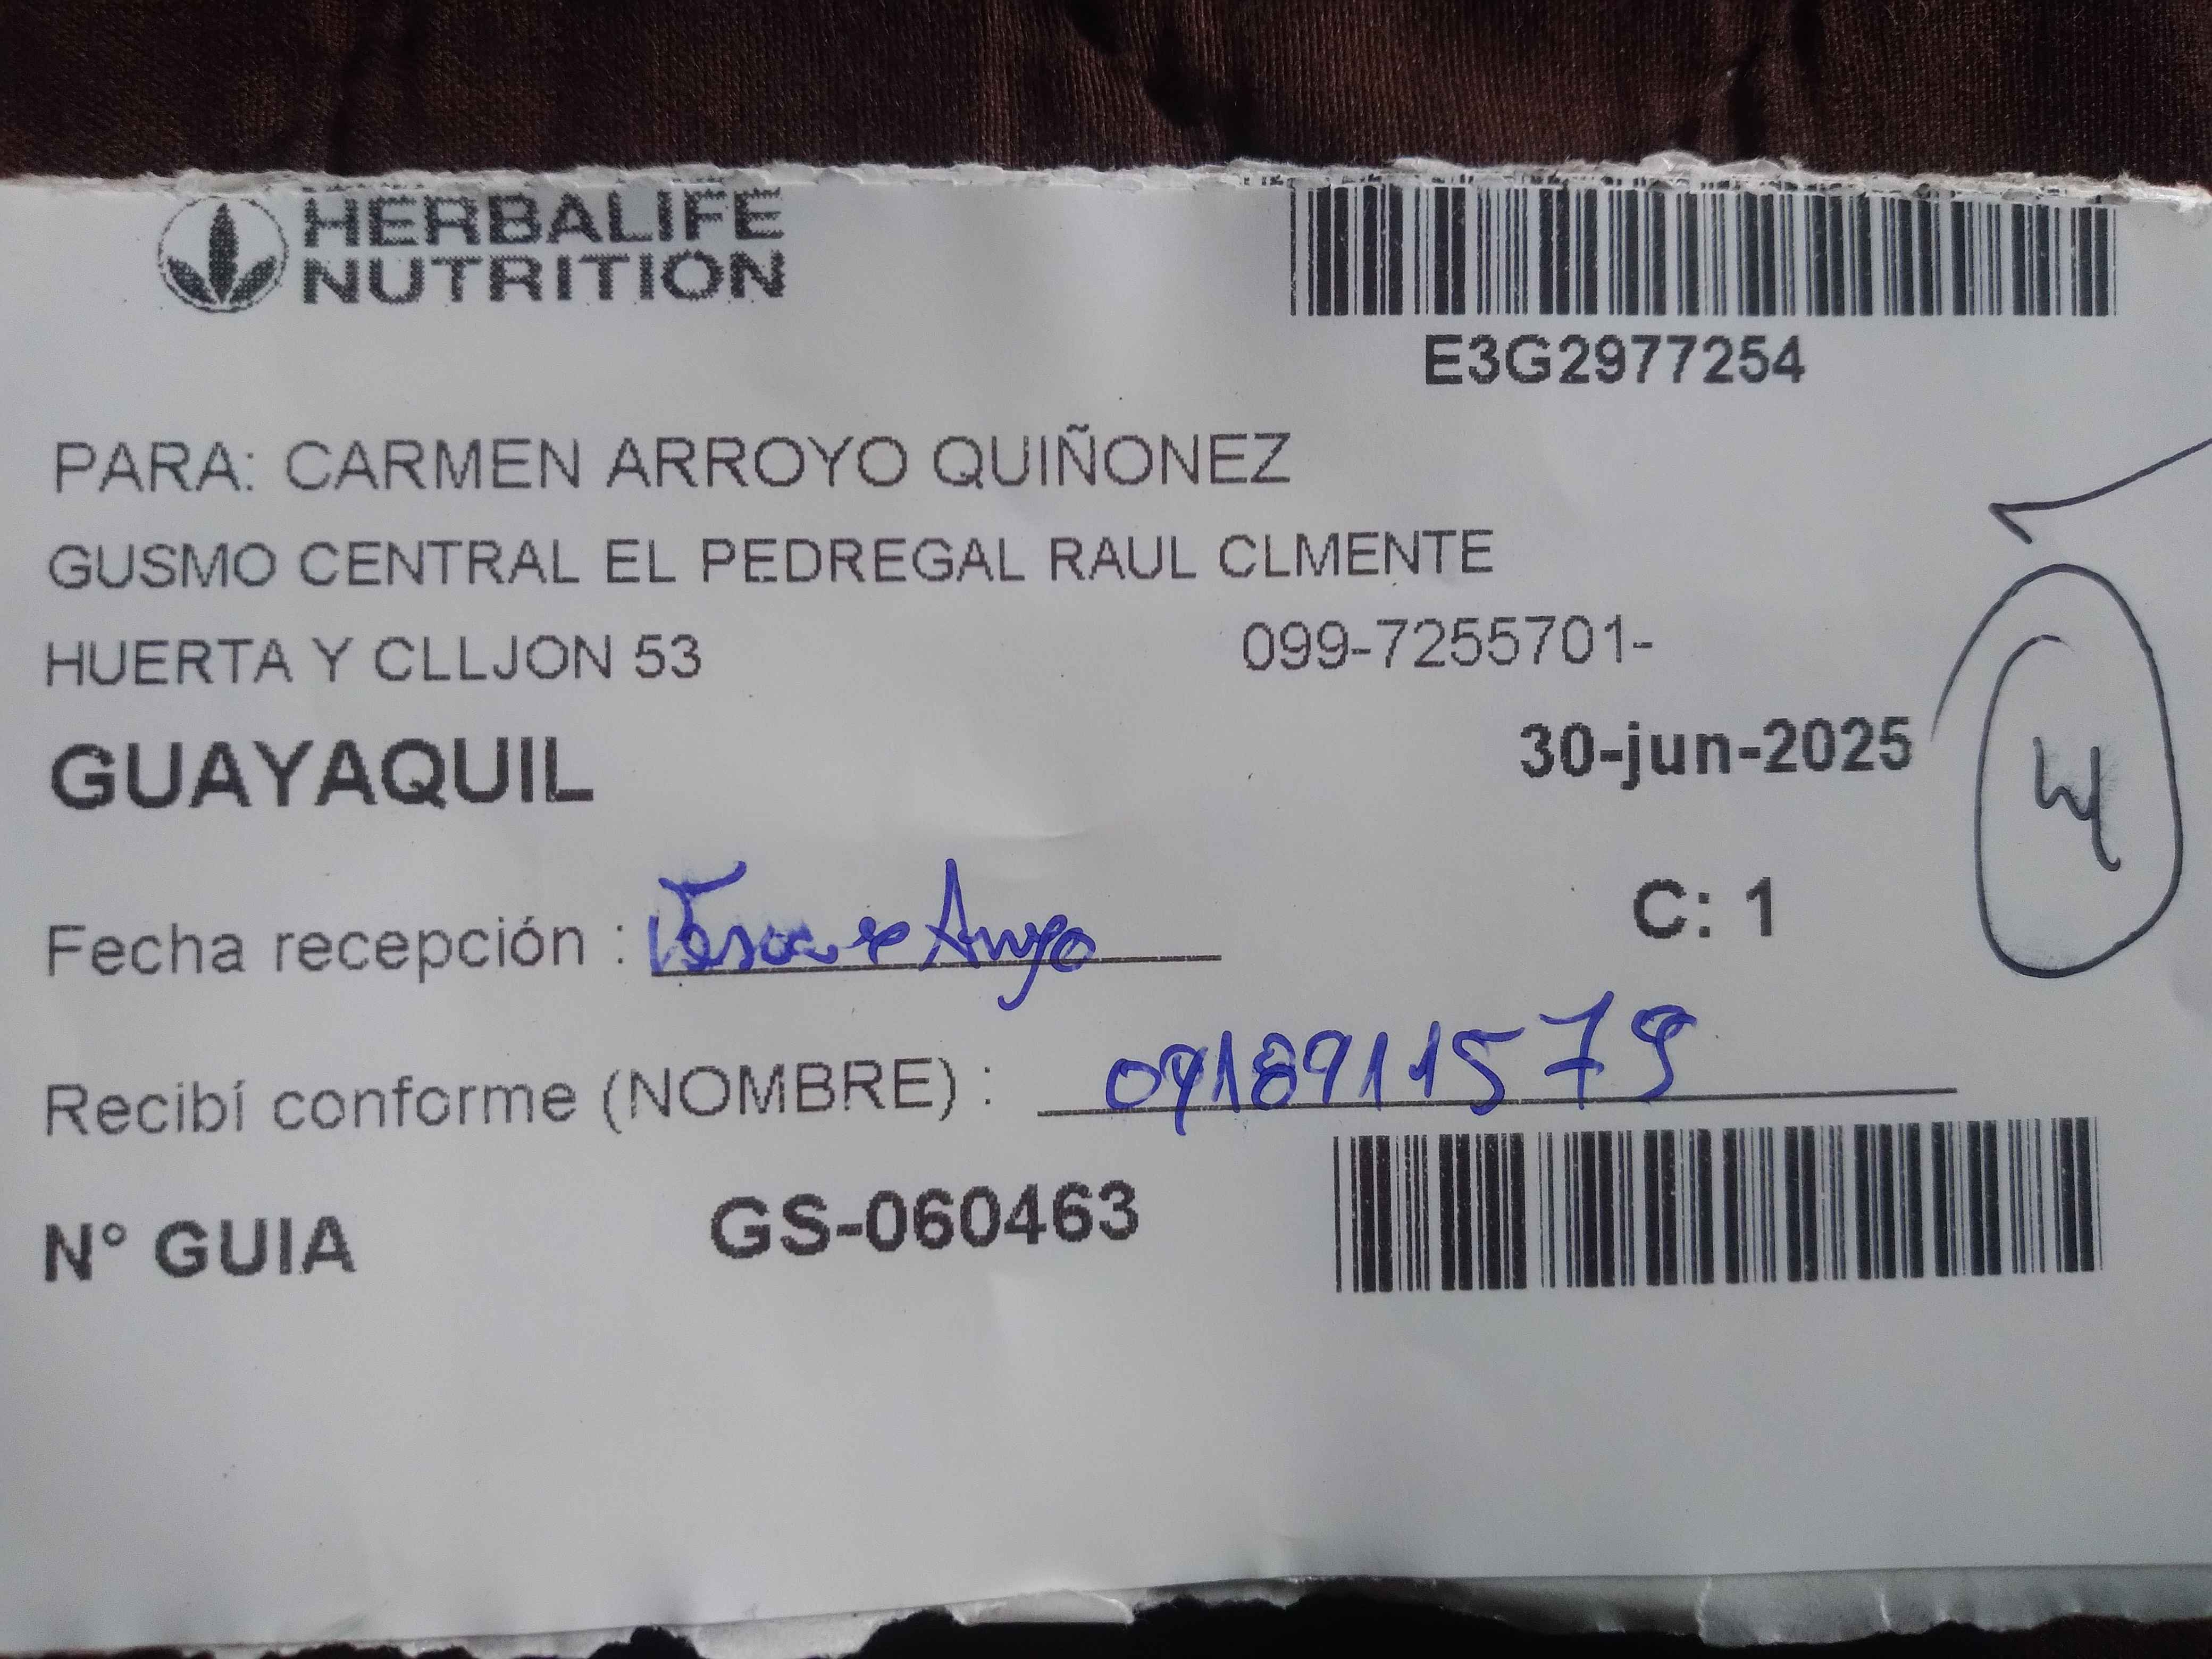 HERBALIFE
NUTRITION
E3G2977254
PARA: CARMEN ARROYO QUIÑONEZ
GUSMO CENTRAL EL PEDREGAL RAUL CLMENTE
HUERTA Y CLLJON 53 099-7255701-
GUAYAQUIL 30-jun-2025
C: 1
Fecha recepción :
Recibí conforme (NOMBRE) : 0918911579
N° GUIA GS-060463